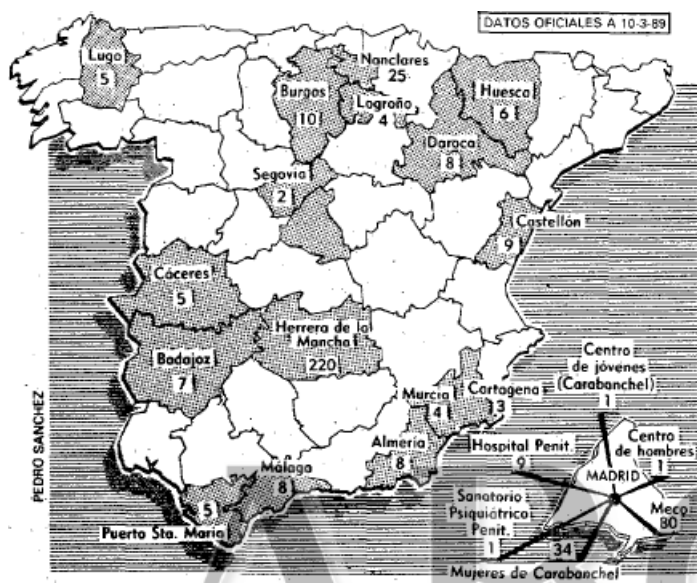 DATOS OFICIALES A 10-3-89
Lugo
5
Nanclares
25
Burgos
10
Logroño
4
Huesca
6
Daroca
8
Segovia
2
Castellón
9
Cáceres
5
Herrera de la
Mancha
220
Badajoz
7
Murcia
4
Cartagena
3
Almería
8
Málaga
8
5
Puerto Sta. María
PEDRO SANCHEZ
Centro
de jóvenes
(Carabanchel)
1
Hospital Penit.
9
Centro
de hombres
1
MADRID
Meco
80
Sanatorio
Psiquiátrico
Penit.
1
34
Mujeres de Carabanchel